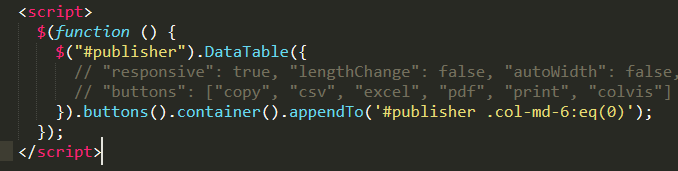 <script>
$(function () {
$("#publisher").DataTable({
// "responsive": true, "lengthChange": false, "autoWidth": false,
// "buttons": ["copy", "csv", "excel", "pdf", "print", "colvis"]
}).buttons().container().appendTo('#publisher .col-md-6:eq(0)');
});
</script>